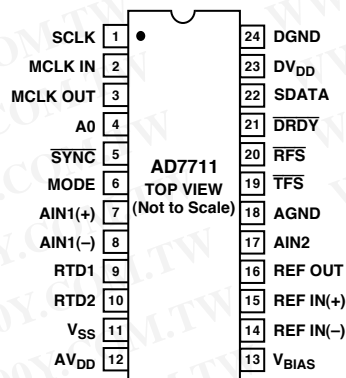 SCLK 1
MCLK IN 2
MCLK OUT 3
A0 4
SYNC 5
MODE 6
AIN1(+) 7
AIN1(–) 8
RTD1 9
RTD2 10
VSS 11
AVDD 12
AD7711
TOP VIEW
(Not to Scale)
24 DGND
23 DVDD
22 SDATA
21 DRDY
20 RFS
19 TFS
18 AGND
17 AIN2
16 REF OUT
15 REF IN(+)
14 REF IN(–)
13 VBIAS